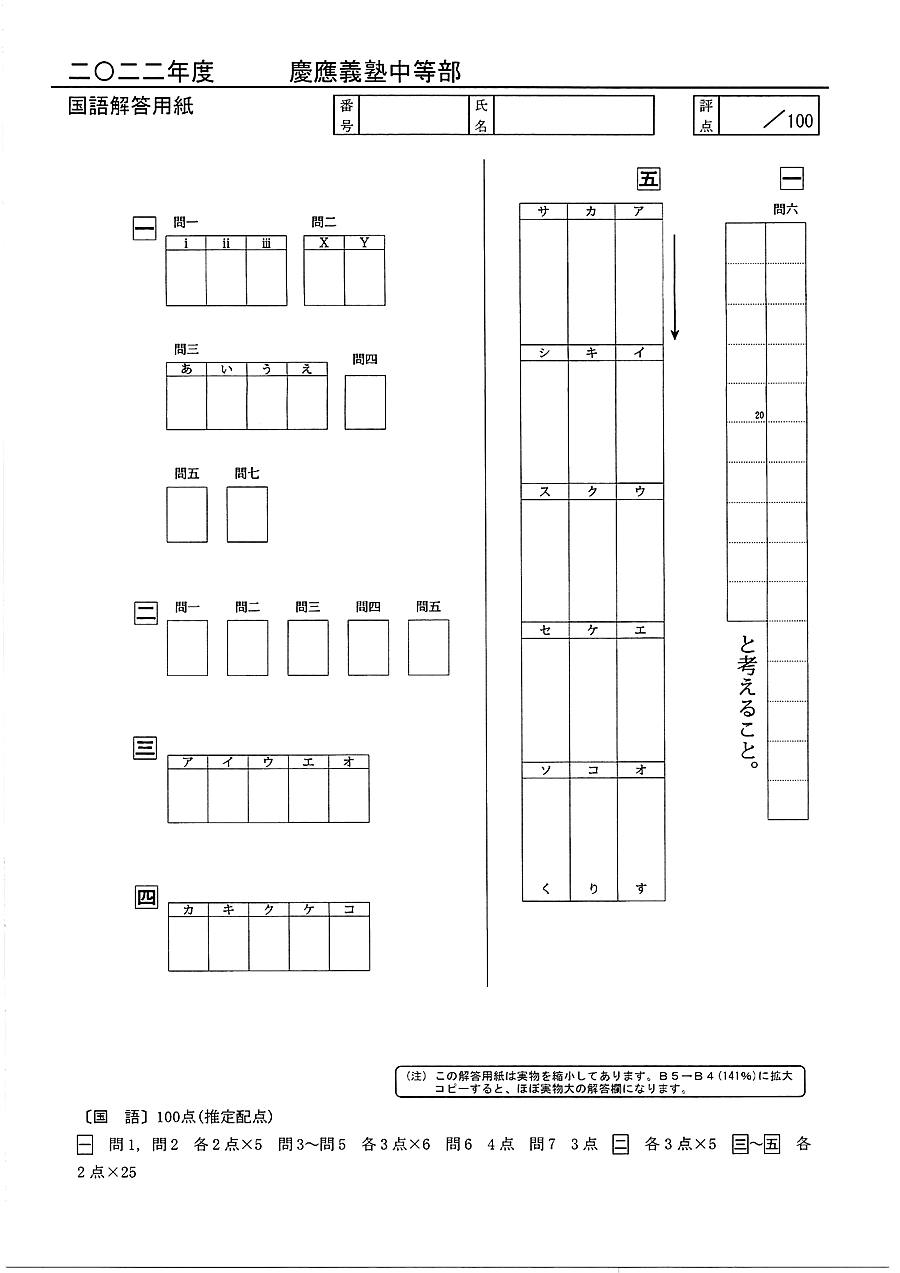 二〇二二年度 慶應義塾中等部
国語解答用紙 番号 氏名 評点 ／100
一
問六
20
と考えること。
五
サ カ ア
シ キ イ
ス ク ウ
セ ケ エ
ソ コ オ
く り す
一 問一 問二
ⅰ ⅱ ⅲ X Y
問三 問四
あ い う え
問五 問七
二 問一 問二 問三 問四 問五
三
ア イ ウ エ オ
四
カ キ ク ケ コ
（注）この解答用紙は実物を縮小してあります。Ｂ５→Ｂ４(141%)に拡大
コピーすると、ほぼ実物大の解答欄になります。
〔国　語〕100点(推定配点)
一 問1，問2 各2点×5 問3～問5 各3点×6 問6 4点 問7 3点 二 各3点×5 三～五 各
2点×25